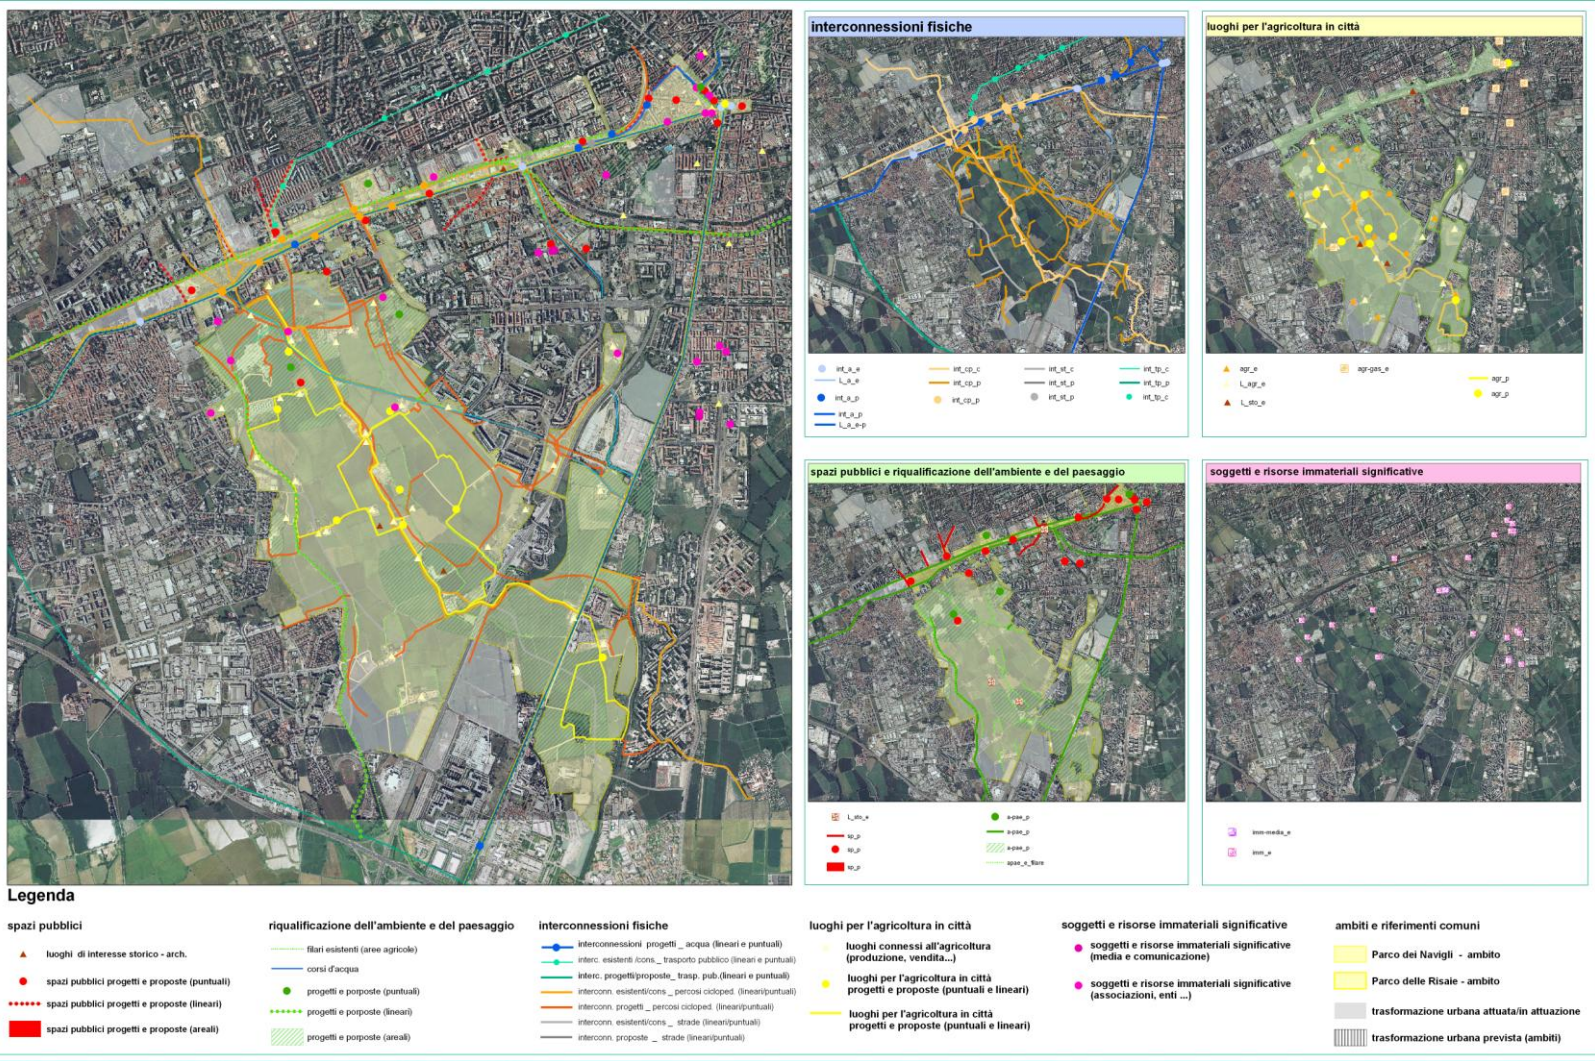 interconnessioni fisiche
int_a_e
L_a_e
int_a_p
int_a_p
L_a_e-p
int_cp_c
int_cp_p
int_cp_p
int_st_c
int_st_p
int_st_p
int_tp_c
int_tp_p
int_tp_c
luoghi per l'agricoltura in città
agr_e
L_agr_e
L_sto_e
agr-gas_e
agr_p
agr_p
spazi pubblici e riqualificazione dell'ambiente e del paesaggio
L_sto_e
sp_p
sp_p
sp_p
a-pae_p
a-pae_p
a-pae_p
apae_e_filare
soggetti e risorse immateriali significative
imm-media_e
imm_e
Legenda
spazi pubblici
luoghi di interesse storico - arch.
spazi pubblici progetti e proposte (puntuali)
spazi pubblici progetti e proposte (lineari)
spazi pubblici progetti e proposte (areali)
riqualificazione dell'ambiente e del paesaggio
filari esistenti (aree agricole)
corsi d'acqua
progetti e porposte (puntuali)
progetti e porposte (lineari)
progetti e porposte (areali)
interconnessioni fisiche
interconnessioni progetti _ acqua (lineari e puntuali)
interc. esistenti /cons._ trasporto pubblico (lineari e puntuali)
interc. progetti/proposte_ trasp. pub.(lineari e puntuali)
interconn. esistenti/cons _ percosi cicloped. (lineari/puntuali)
interconn. progetti _ percosi cicloped. (lineari/puntuali)
interconn. esistenti/cons _ strade (lineari/puntuali)
interconn. proposte _ strade (lineari/puntuali)
luoghi per l'agricoltura in città
luoghi connessi all'agricoltura
(produzione, vendita...)
luoghi per l'agricoltura in città
progetti e proposte (puntuali e lineari)
luoghi per l'agricoltura in città
progetti e proposte (puntuali e lineari)
soggetti e risorse immateriali significative
soggetti e risorse immateriali significative
(media e comunicazione)
soggetti e risorse immateriali significative
(associazioni, enti ...)
ambiti e riferimenti comuni
Parco dei Navigli - ambito
Parco delle Risaie - ambito
trasformazione urbana attuata/in attuazione
trasformazione urbana prevista (ambiti)